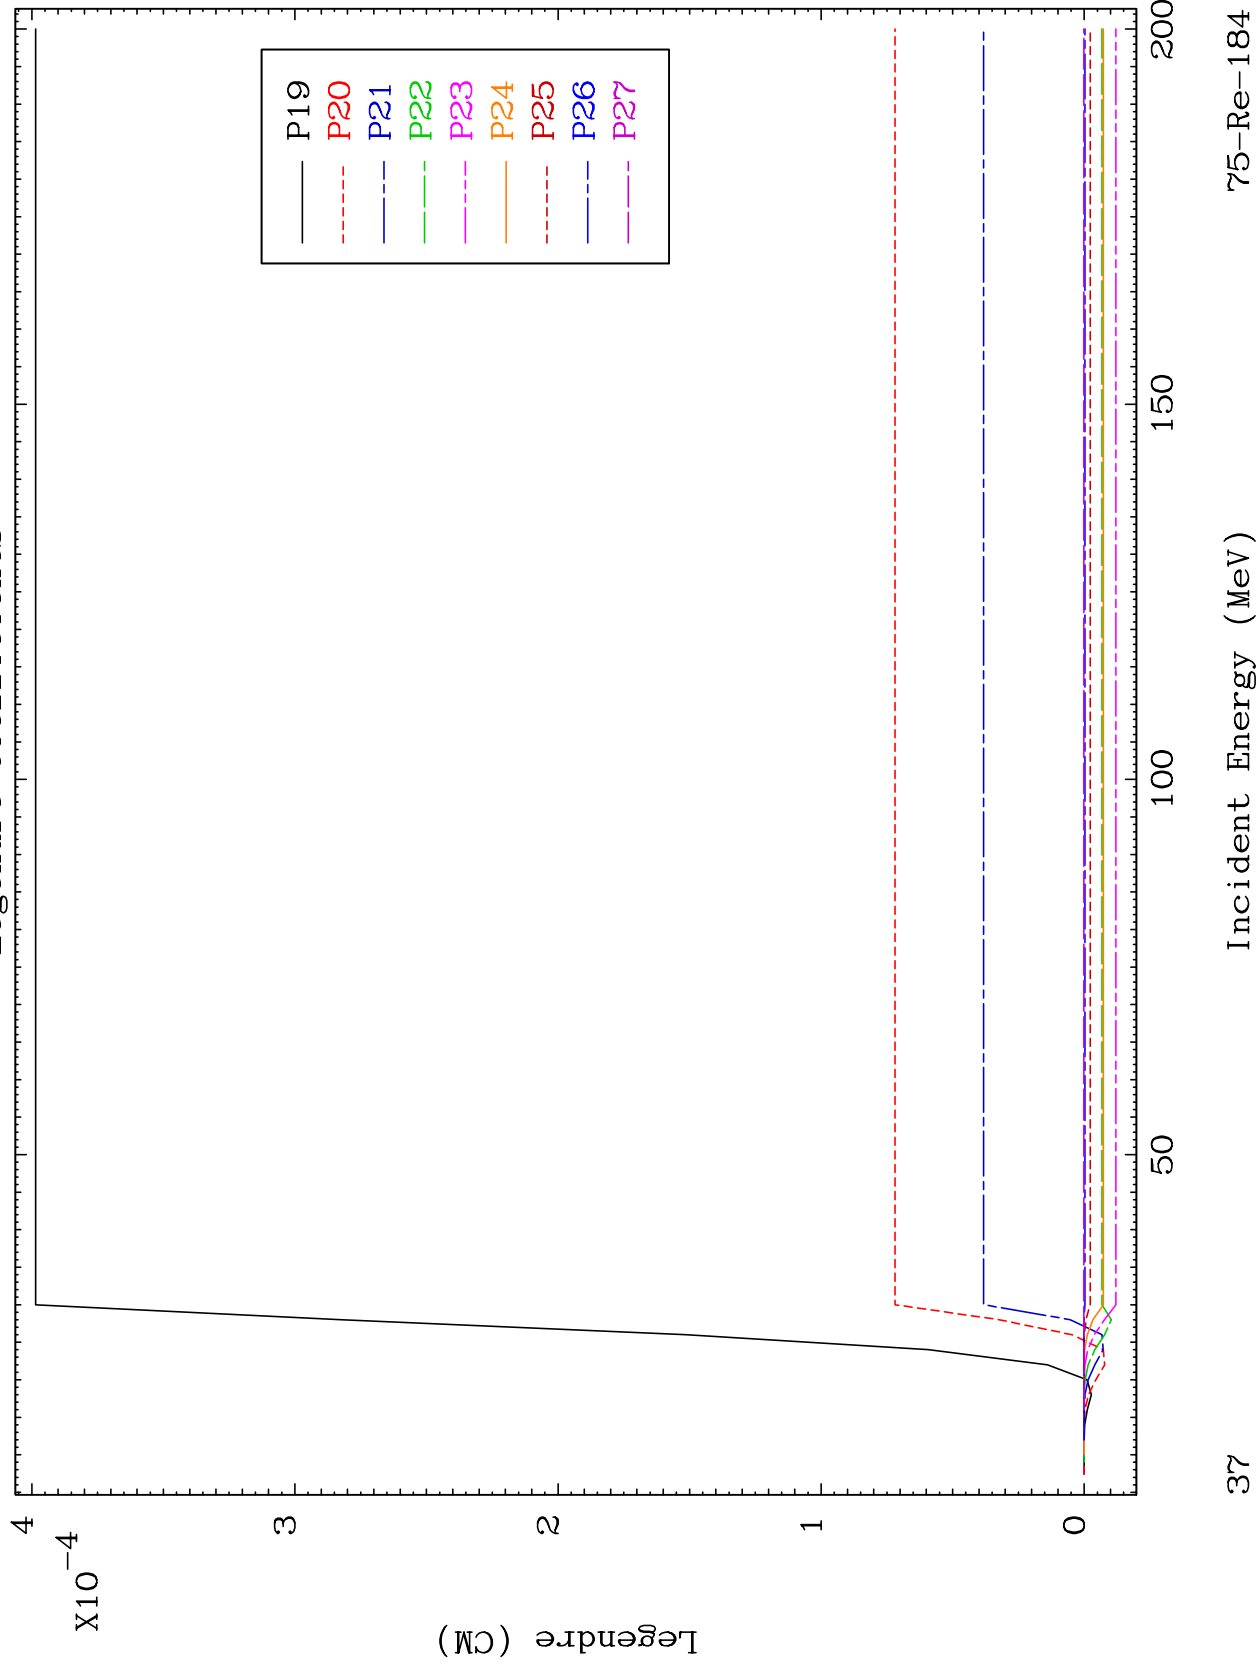 X10-4
4
3
2
1
0
Legendre (CM)
P19
P20
P21
P22
P23
P24
P25
P26
P27
50
100
150
200
Incident Energy (MeV)
37
75-Re-184